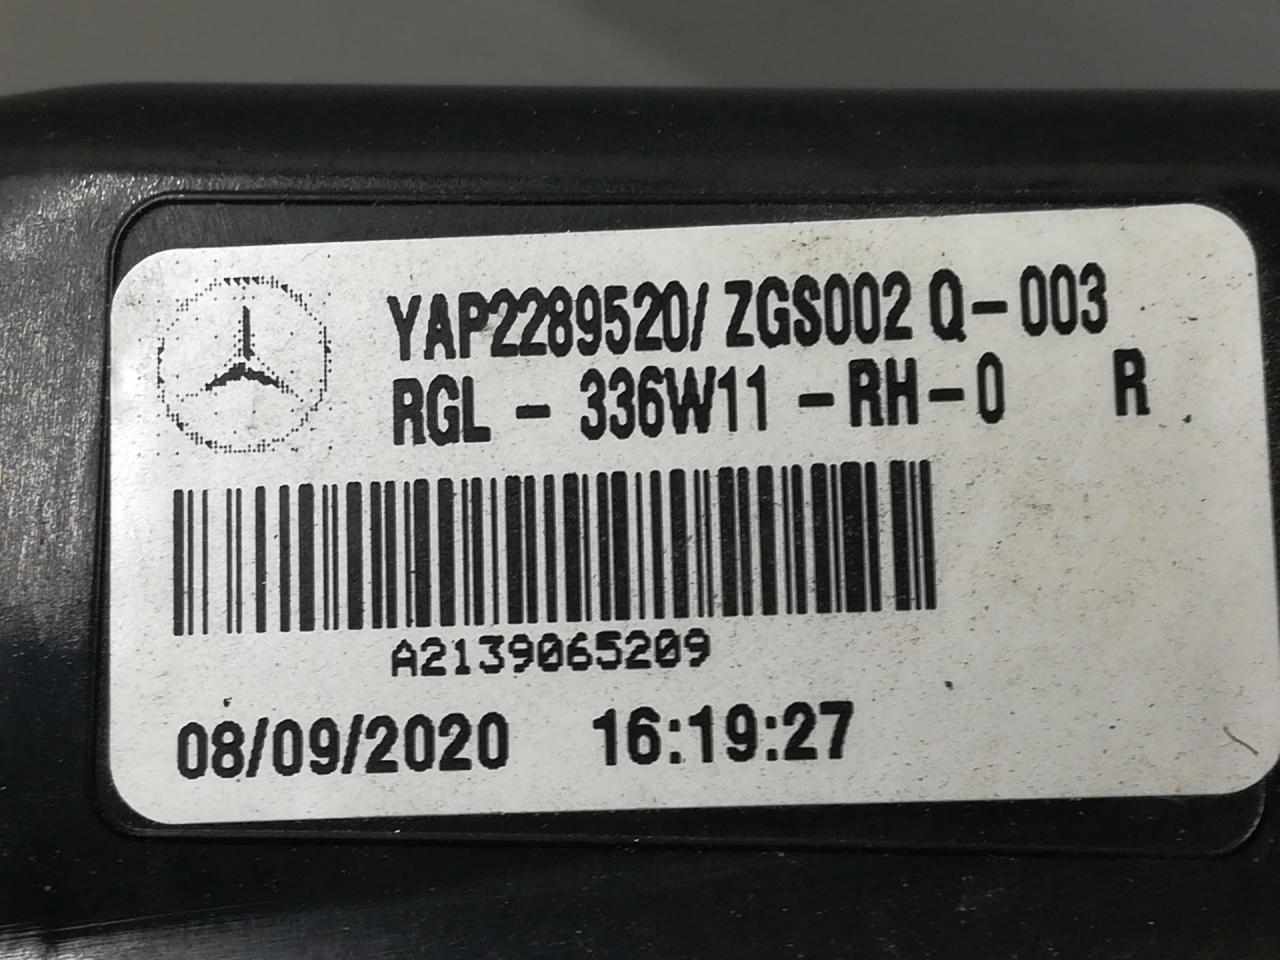 YAP2289520/ ZGS002 Q-003
RGL - 336W11 -RH-0 R
A2139065209
08/09/2020 16:19:27